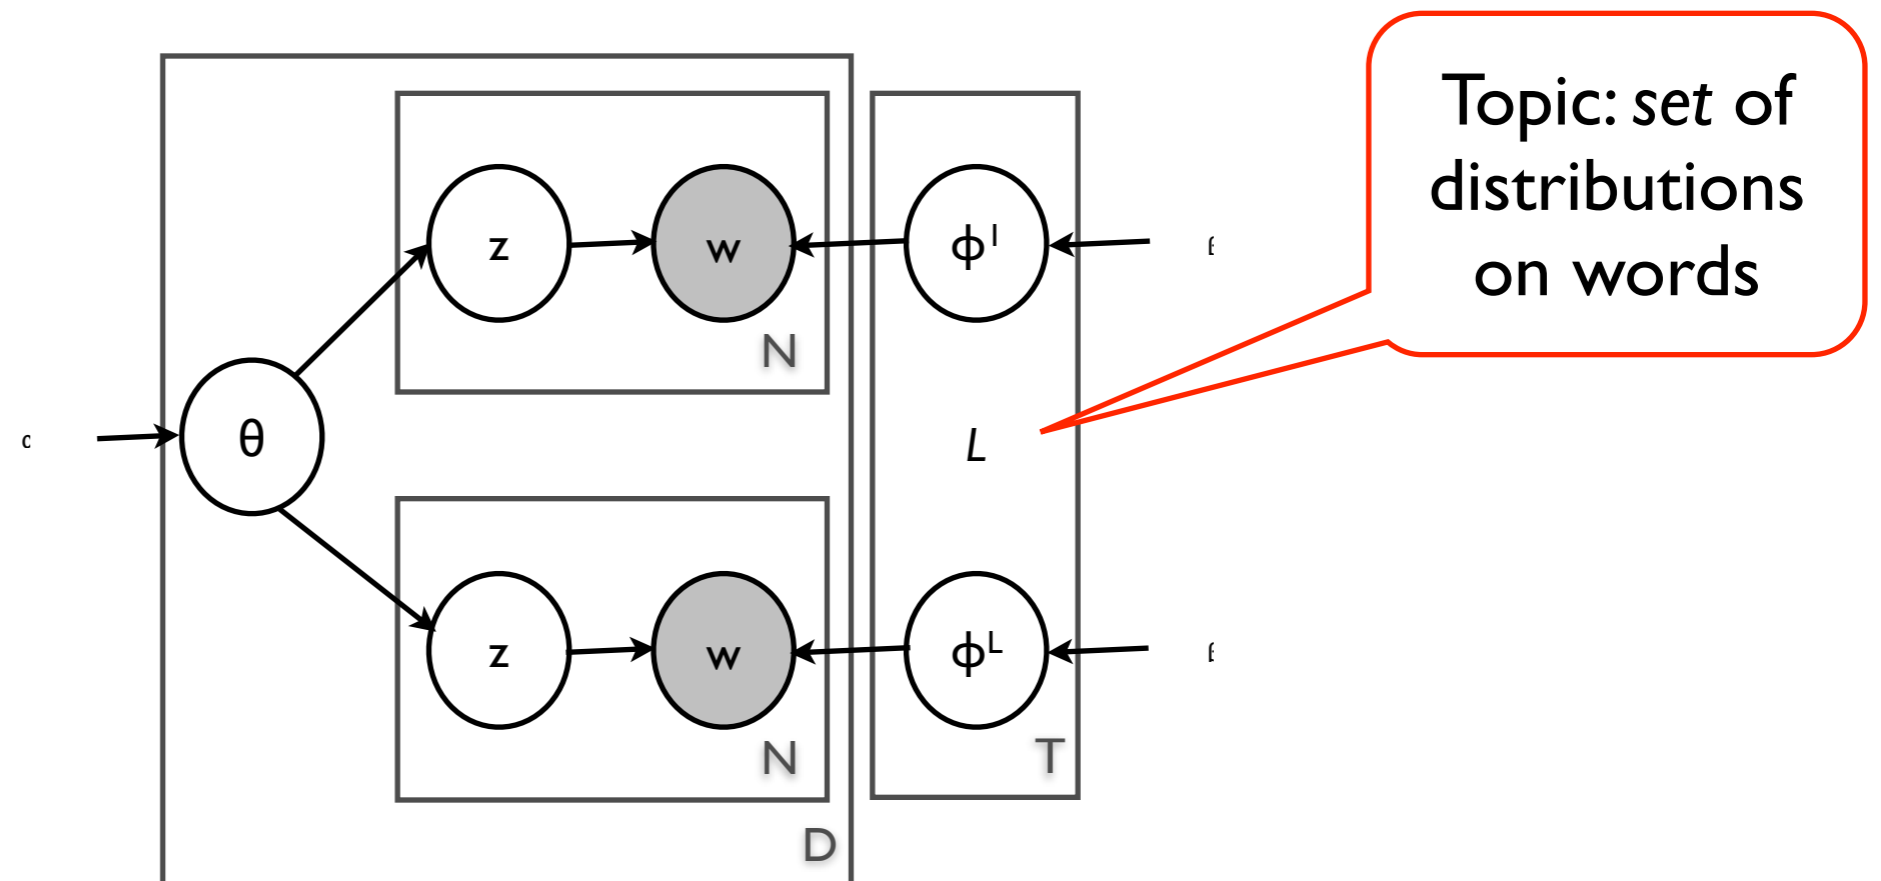 Topic: set of
distributions
on words
z
w
ϕ¹
N
θ
L
z
w
ϕᴸ
N
T
D